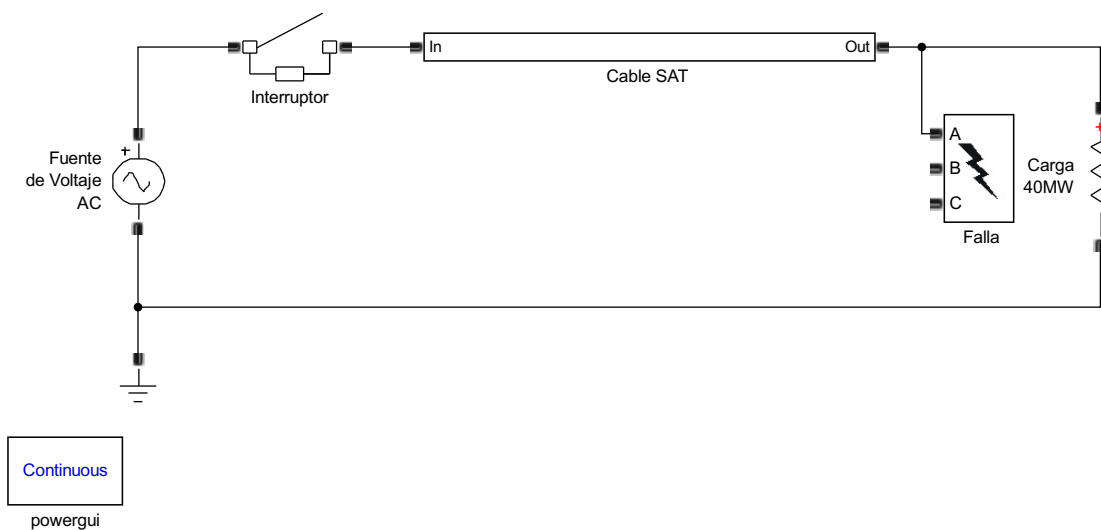 In
Out
Interruptor
Cable SAT
+
Fuente
de Voltaje
AC
A
B
C
Falla
+
Carga
40MW
Continuous
powergui